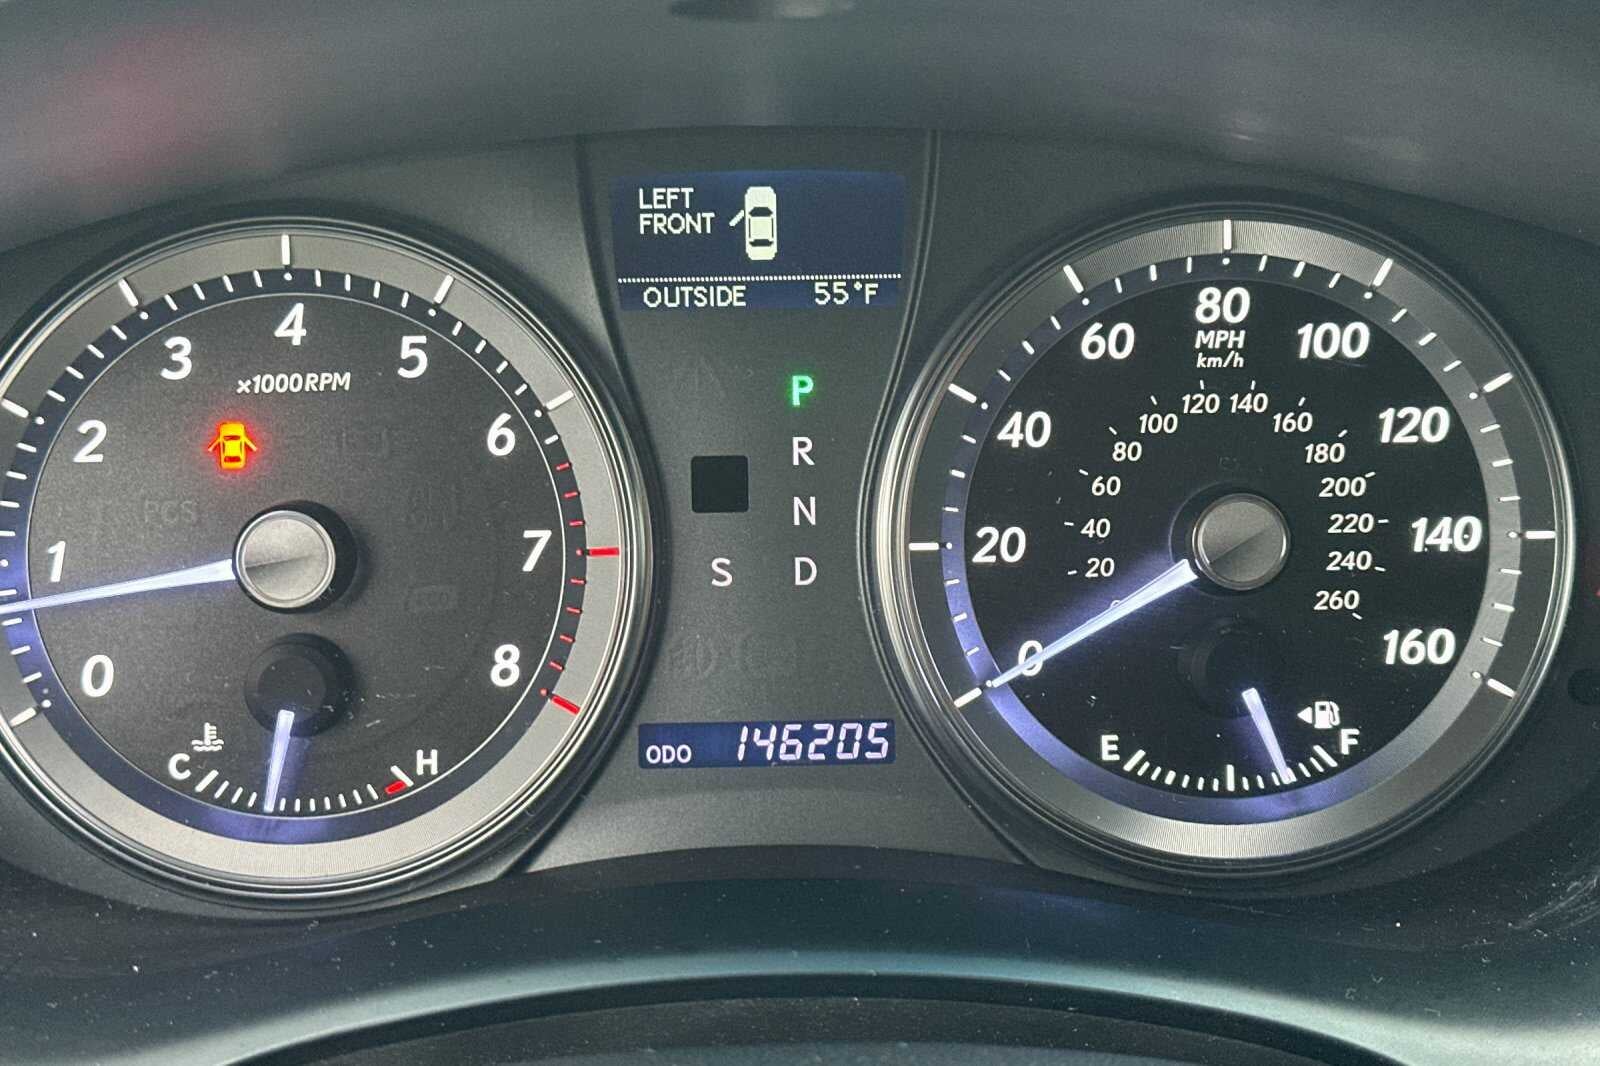 LEFT
FRONT
OUTSIDE 55°F
0 1 2 3 4 5 6 7 8
×1000RPM
PCS
C H
P
R
N
S D
ODO 146205
0 20 40 60 80 100 120 140 160
MPH
km/h
20 40 60 80 100 120 140 160 180 200 220 240 260
E F